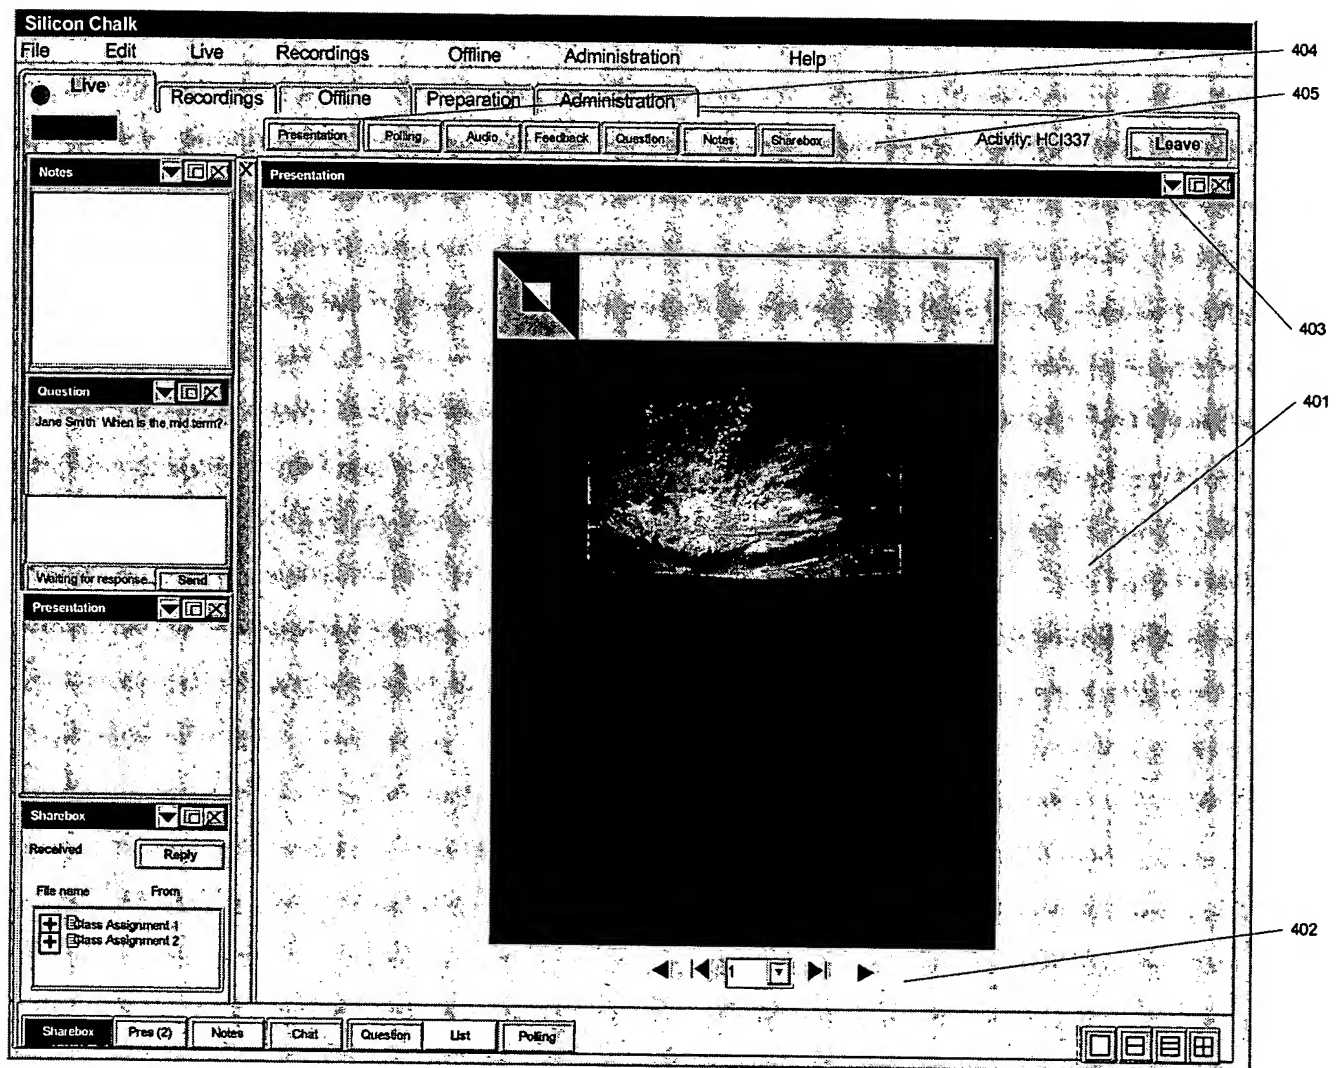 Silicon Chalk
File Edit Live Recordings Offline Administration Help
404
Live Recordings Offline Preparation Administration
405
Presentation Polling Audio Feedback Question Notes Sharebox Activity: HCI337 Leave
Notes
Presentation
403
401
Question
Jane Smith When is the mid term?
Waiting for response... Send
Presentation
Sharebox
Received Reply
File name From
Class Assignment 1
Class Assignment 2
402
1
Sharebox Pres (2) Notes Chat Question List Polling